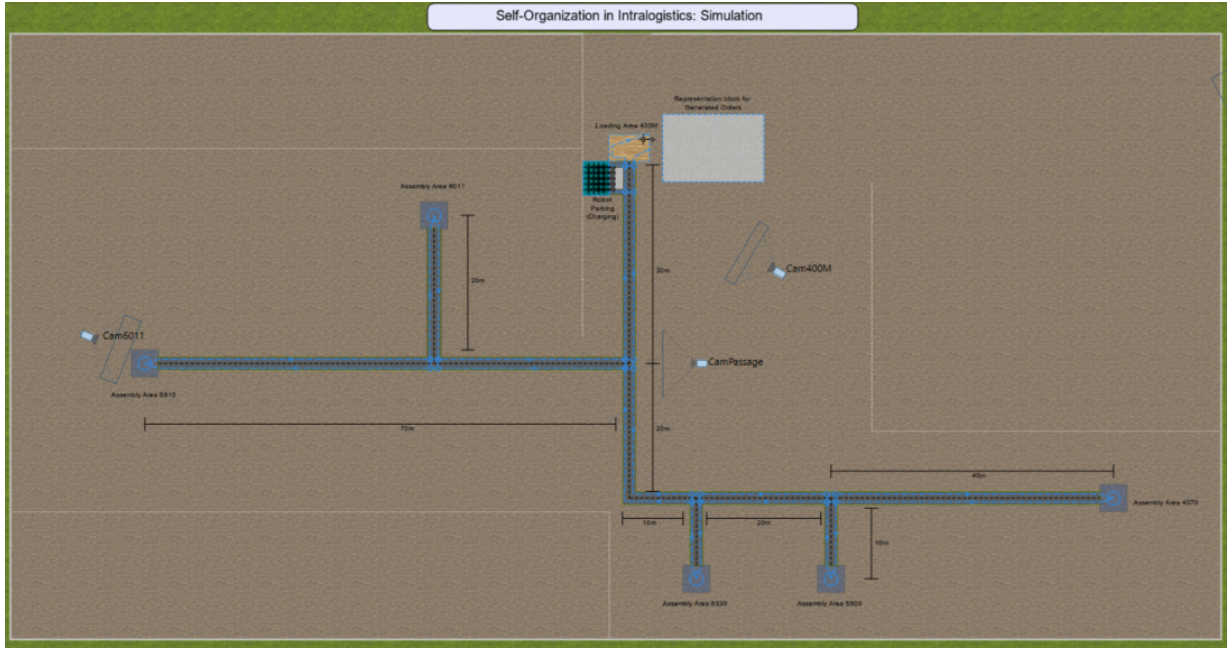 Self-Organization in Intralogistics: Simulation
Representation block for
Generated Orders
Loading Area 400M
Assembly Area 6011
Robot
Parking
(Charging)
30m
Cam400M
20m
Cam6011
CamPassage
Assembly Area 6910
70m
20m
40m
Assembly Area 4070
10m
20m
10m
Assembly Area
Assembly Area